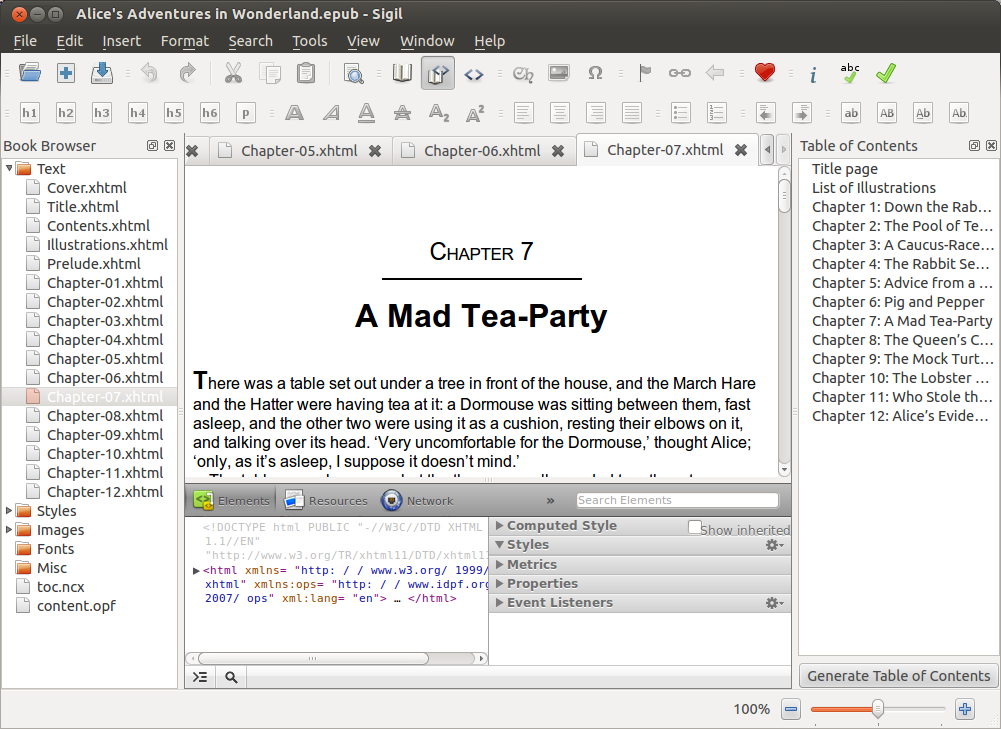 Alice's Adventures in Wonderland.epub - Sigil
File Edit Insert Format Search Tools View Window Help
abc
h1 h2 h3 h4 h5 h6 p A A A A A2 A2 ab AB Ab Ab
Book Browser
Text
Cover.xhtml
Title.xhtml
Contents.xhtml
Illustrations.xhtml
Prelude.xhtml
Chapter-01.xhtml
Chapter-02.xhtml
Chapter-03.xhtml
Chapter-04.xhtml
Chapter-05.xhtml
Chapter-06.xhtml
Chapter-07.xhtml
Chapter-08.xhtml
Chapter-09.xhtml
Chapter-10.xhtml
Chapter-11.xhtml
Chapter-12.xhtml
Styles
Images
Fonts
Misc
toc.ncx
content.opf
Chapter-05.xhtml Chapter-06.xhtml Chapter-07.xhtml
Chapter 7
A Mad Tea-Party
There was a table set out under a tree in front of the house, and the March Hare
and the Hatter were having tea at it: a Dormouse was sitting between them, fast
asleep, and the other two were using it as a cushion, resting their elbows on it,
and talking over its head. ‘Very uncomfortable for the Dormouse,’ thought Alice;
‘only, as it’s asleep, I suppose it doesn’t mind.’
Elements Resources Network » Search Elements
<!DOCTYPE html PUBLIC "-//W3C//DTD XHTML
1.1//EN"
"http://www.w3.org/TR/xhtml11/DTD/xhtml11
<html xmlns= "http: / / www.w3.org/ 1999/
xhtml" xmlns:ops= "http: / / www.idpf.org
2007/ ops" xml:lang= "en"> … </html>
Computed Style Show inherited
Styles
Metrics
Properties
Event Listeners
Table of Contents
Title page
List of Illustrations
Chapter 1: Down the Rab…
Chapter 2: The Pool of Te…
Chapter 3: A Caucus-Race…
Chapter 4: The Rabbit Se…
Chapter 5: Advice from a …
Chapter 6: Pig and Pepper
Chapter 7: A Mad Tea-Party
Chapter 8: The Queen’s C…
Chapter 9: The Mock Turt…
Chapter 10: The Lobster …
Chapter 11: Who Stole th…
Chapter 12: Alice’s Evide…
Generate Table of Contents
100%